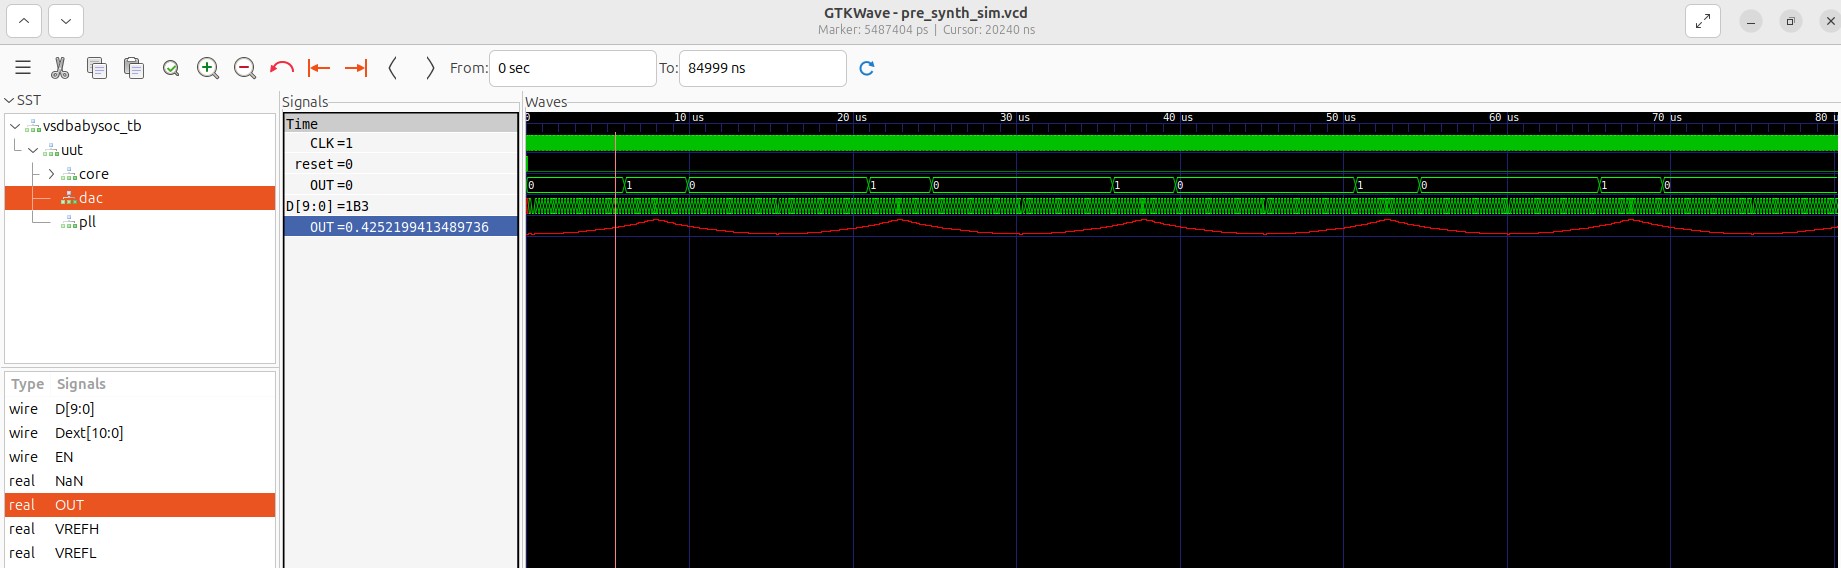 GTKWave - pre_synth_sim.vcd
Marker: 5487404 ps | Cursor: 20240 ns
From: 0 sec To: 84999 ns
SST
vsdbabysoc_tb
uut
core
dac
pll
Type Signals
wire D[9:0]
wire Dext[10:0]
wire EN
real NaN
real OUT
real VREFH
real VREFL
Signals
Time
CLK=1
reset=0
OUT=0
D[9:0]=1B3
OUT=0.4252199413489736
Waves
0 10 us 20 us 30 us 40 us 50 us 60 us 70 us 80 u
0 1 0 1 0 1 0 1 0 1 0